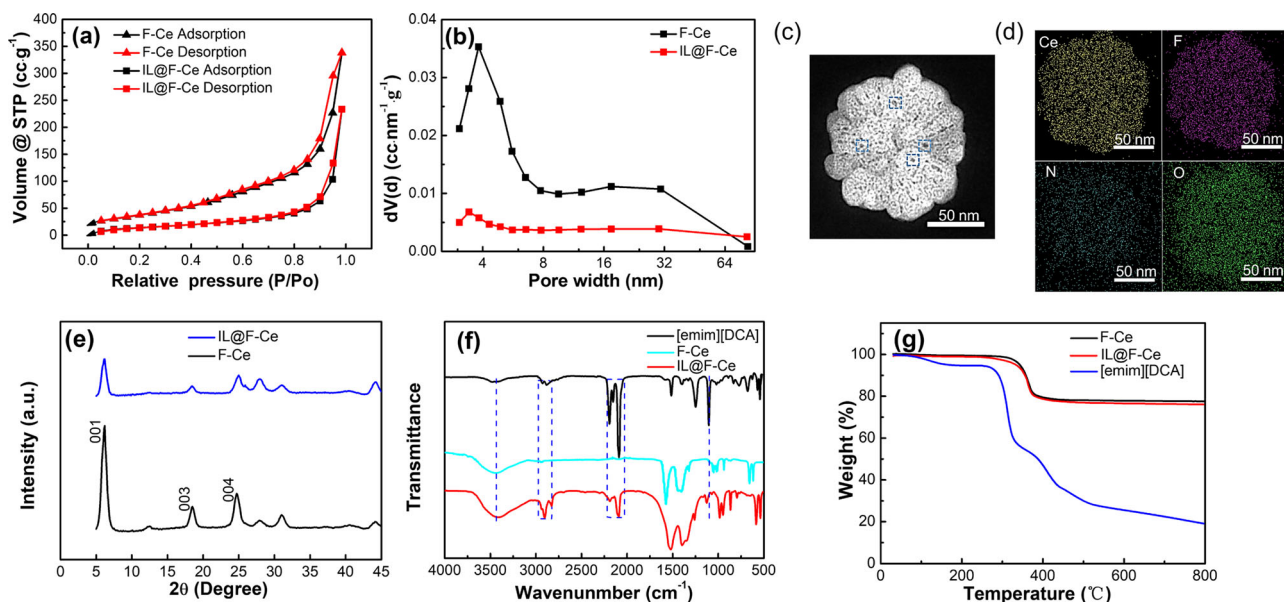 (a)
F-Ce Adsorption
F-Ce Desorption
IL@F-Ce Adsorption
IL@F-Ce Desorption
Volume @ STP (cc·g⁻¹)
400
350
300
250
200
150
100
50
0
0.0 0.2 0.4 0.6 0.8 1.0
Relative pressure (P/Po)
(b)
F-Ce
IL@F-Ce
dV(d) (cc·nm⁻¹·g⁻¹)
0.04
0.03
0.02
0.01
0.00
4 8 16 32 64
Pore width (nm)
(c)
50 nm
(d)
Ce
50 nm
F
50 nm
N
50 nm
O
50 nm
(e)
IL@F-Ce
F-Ce
001
003
004
Intensity (a.u.)
0 5 10 15 20 25 30 35 40 45
2θ (Degree)
(f)
[emim][DCA]
F-Ce
IL@F-Ce
Transmittance
4000 3500 3000 2500 2000 1500 1000 500
Wavenunmber (cm⁻¹)
(g)
F-Ce
IL@F-Ce
[emim][DCA]
Weight (%)
100
80
60
40
20
0
0 200 400 600 800
Temperature (℃)